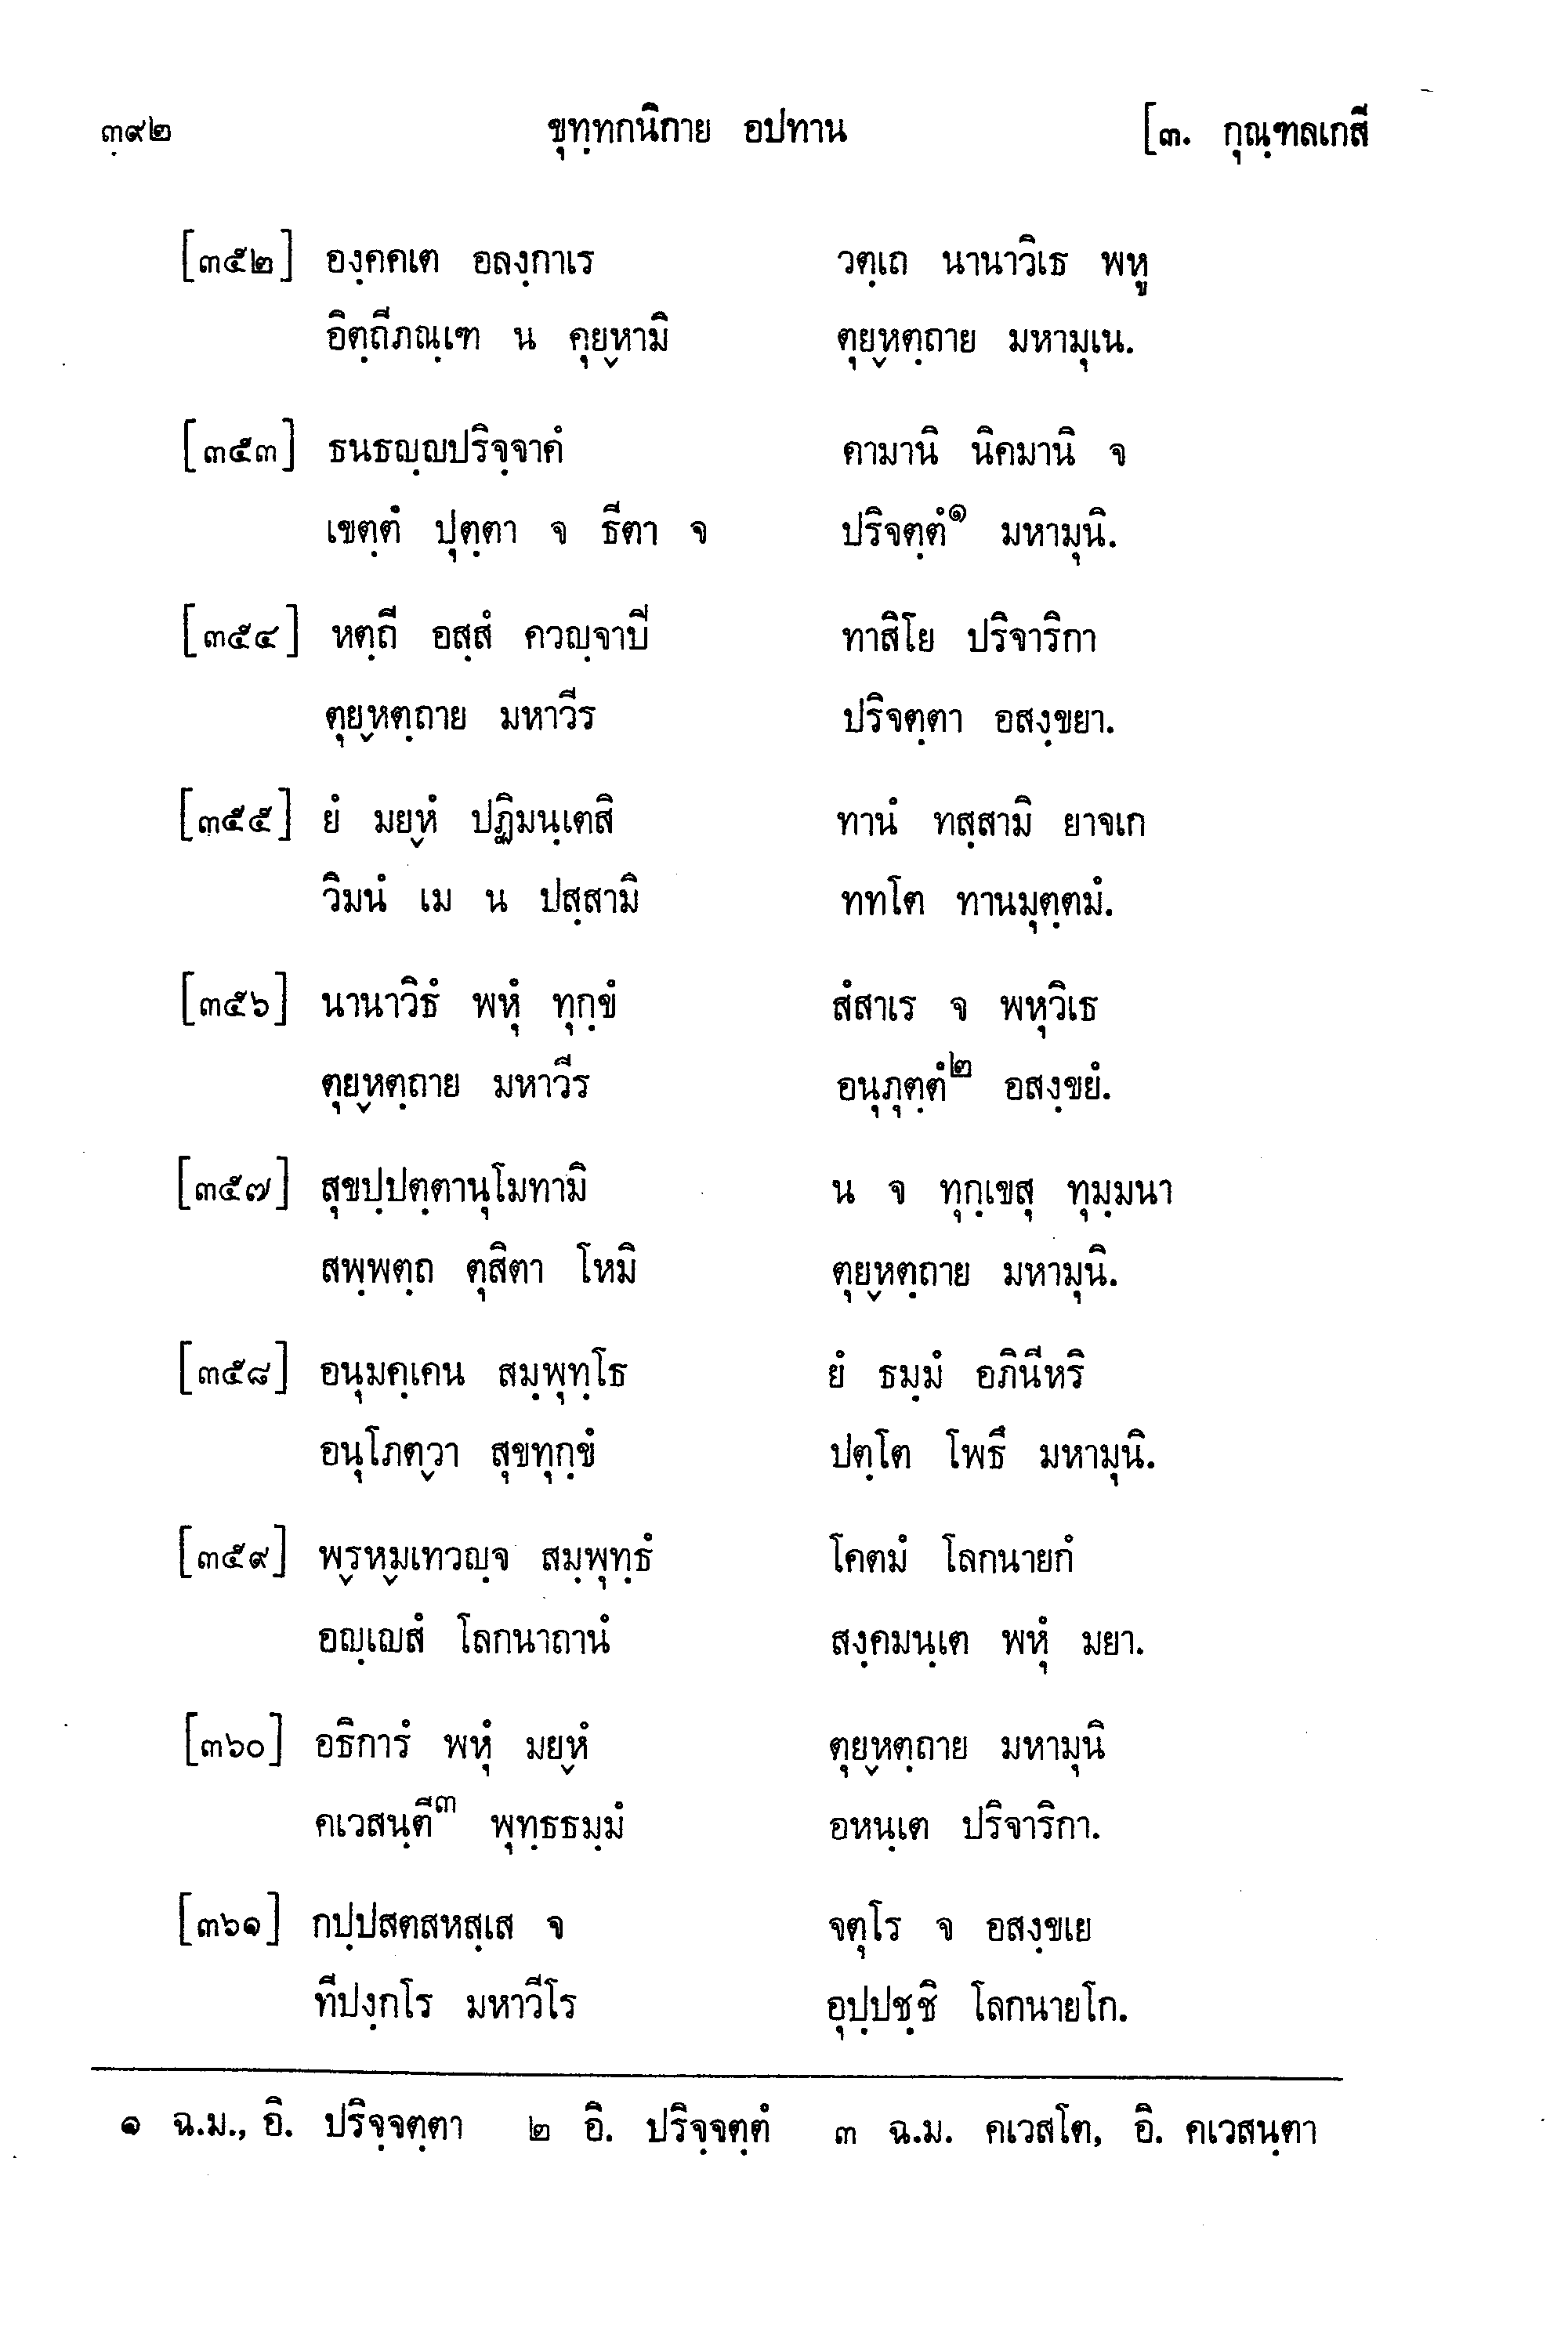 ๓๙๒ ขุทฺทกนิกาย อปทาน [๓. กุณฺฑลเกสี
[๓๕๒] องฺคคเต อลงฺกาเร วตฺเถ นานาวิเธ พหู
อิตฺถีภณฺเฑ น คุยฺหามิ ตุยฺหตฺถาย มหามุเน.
[๓๕๓] ธนธญฺญปริจฺจาคํ คามานิ นิคมานิ จ
เขตฺตํ ปุตฺตา จ ธีตา จ ปริจตฺตํ๑ มหามุนิ.
[๓๕๔] หตฺถี อสฺสํ ควญฺจาบี ทาสิโย ปริจาริกา
ตุยฺหตฺถาย มหาวีร ปริจตฺตา อสงฺขยา.
[๓๕๕] ยํ มยฺหํ ปฏิมนฺเตสิ ทานํ ทสฺสามิ ยาจเก
วิมนํ เม น ปสฺสามิ ททโต ทานมุตฺตมํ.
[๓๕๖] นานาวิธํ พหุํ ทุกฺขํ สํสาเร จ พหุวิเธ
ตุยฺหตฺถาย มหาวีร อนุภุตฺตํ๒ อสงฺขยํ.
[๓๕๗] สุขปฺปตฺตานุโมทามิ น จ ทุกฺเขสุ ทุมฺมนา
สพฺพตฺถ ตุสิตา โหมิ ตุยฺหตฺถาย มหามุนิ.
[๓๕๘] อนุมคฺเคน สมฺพุทฺโธ ยํ ธมฺมํ อภินีหริ
อนุโภตฺวา สุขทุกฺขํ ปตฺโต โพธึ มหามุนิ.
[๓๕๙] พฺรหฺมเทวญฺจ สมฺพุทฺธํ โคตมํ โลกนายกํ
อญฺเญสํ โลกนาถานํ สงฺคมนฺเต พหุํ มยา.
[๓๖๐] อธิการํ พหุํ มยฺหํ ตุยฺหตฺถาย มหามุนิ
คเวสนฺตี๓ พุทฺธธมฺมํ อหนฺเต ปริจาริกา.
[๓๖๑] กปฺปสตสหสฺเส จ จตุโร จ อสงฺขเย
ทีปงฺกโร มหาวีโร อุปฺปชฺชิ โลกนายโก.
๑ ฉ.ม., อิ. ปริจฺจตฺตา ๒ อิ. ปริจฺจตฺตํ ๓ ฉ.ม. คเวสโต, อิ. คเวสนฺตา